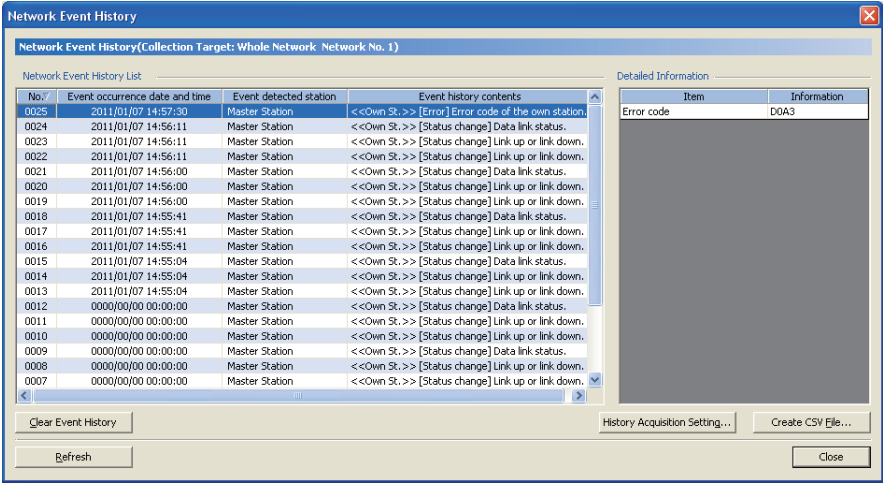 Network Event History
Network Event History(Collection Target: Whole Network Network No. 1)
Network Event History List
No. Event occurrence date and time Event detected station Event history contents
0025 2011/01/07 14:57:30 Master Station <<Own St.>> [Error] Error code of the own station.
0024 2011/01/07 14:56:11 Master Station <<Own St.>> [Status change] Data link status.
0023 2011/01/07 14:56:11 Master Station <<Own St.>> [Status change] Link up or link down.
0022 2011/01/07 14:56:11 Master Station <<Own St.>> [Status change] Link up or link down.
0021 2011/01/07 14:56:00 Master Station <<Own St.>> [Status change] Data link status.
0020 2011/01/07 14:56:00 Master Station <<Own St.>> [Status change] Link up or link down.
0019 2011/01/07 14:56:00 Master Station <<Own St.>> [Status change] Link up or link down.
0018 2011/01/07 14:55:41 Master Station <<Own St.>> [Status change] Data link status.
0017 2011/01/07 14:55:41 Master Station <<Own St.>> [Status change] Link up or link down.
0016 2011/01/07 14:55:41 Master Station <<Own St.>> [Status change] Link up or link down.
0015 2011/01/07 14:55:04 Master Station <<Own St.>> [Status change] Data link status.
0014 2011/01/07 14:55:04 Master Station <<Own St.>> [Status change] Link up or link down.
0013 2011/01/07 14:55:04 Master Station <<Own St.>> [Status change] Link up or link down.
0012 0000/00/00 00:00:00 Master Station <<Own St.>> [Status change] Data link status.
0011 0000/00/00 00:00:00 Master Station <<Own St.>> [Status change] Link up or link down.
0010 0000/00/00 00:00:00 Master Station <<Own St.>> [Status change] Link up or link down.
0009 0000/00/00 00:00:00 Master Station <<Own St.>> [Status change] Data link status.
0008 0000/00/00 00:00:00 Master Station <<Own St.>> [Status change] Link up or link down.
0007 0000/00/00 00:00:00 Master Station <<Own St.>> [Status change] Link up or link down.
Detailed Information
Item Information
Error code D0A3
Clear Event History
History Acquisition Setting...
Create CSV File...
Refresh
Close